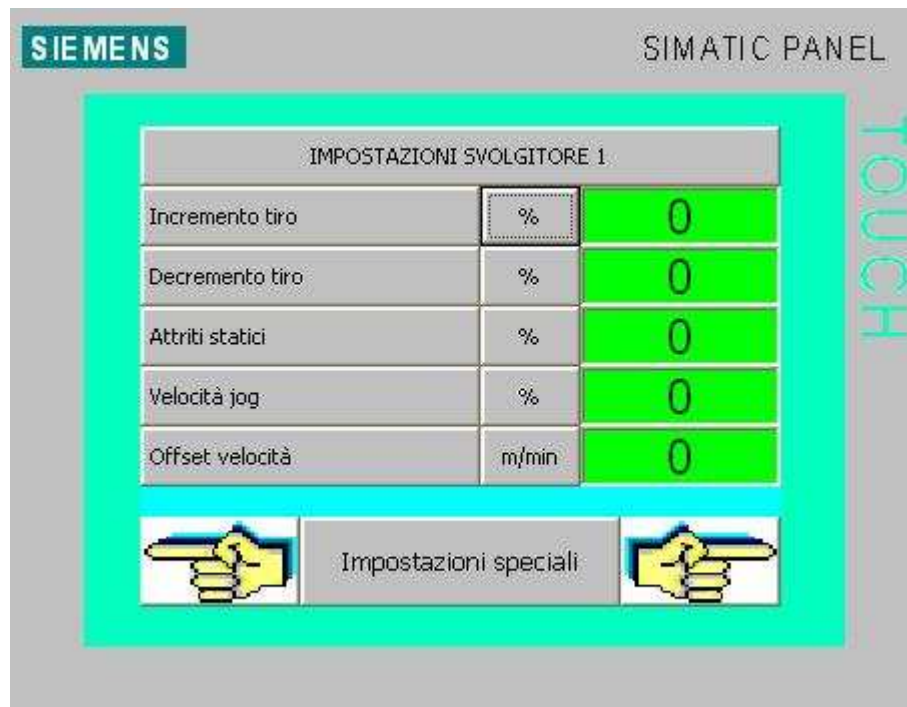 SIEMENS
SIMATIC PANEL
TOUCH
IMPOSTAZIONI SVOLGITORE 1
Incremento tiro % 0
Decremento tiro % 0
Attriti statici % 0
Velocità jog % 0
Offset velocità m/min 0
Impostazioni speciali